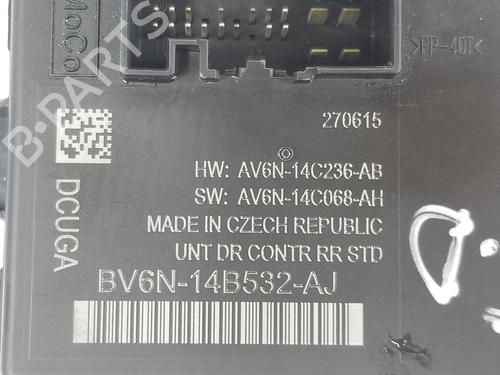 MoCo
B-PARTS
>PP-40T<
270615
HW: AV6N-14C236-AB
SW: AV6N-14C068-AH
MADE IN CZECH REPUBLIC
UNT DR CONTR RR STD
DCUGA
BV6N-14B532-AJ